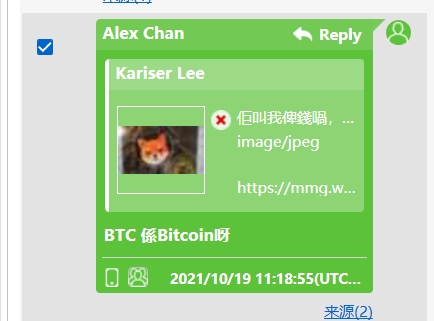 Alex Chan
Reply
Kariser Lee
佢叫我俾錢喎，...
image/jpeg
https://mmg.w...
BTC 係Bitcoin呀
2021/10/19 11:18:55(UTC...
来源(2)